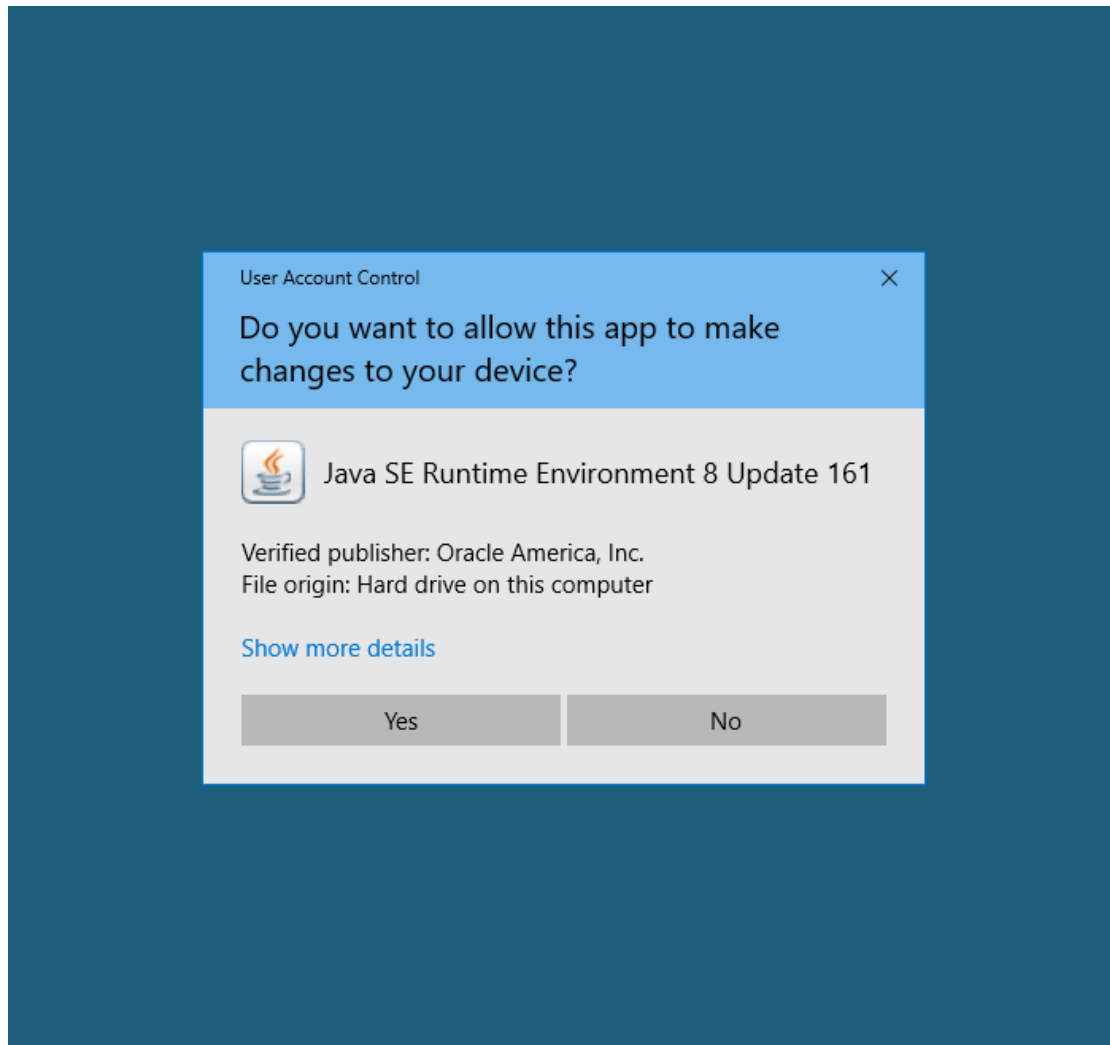 User Account Control
Do you want to allow this app to make
changes to your device?
Java SE Runtime Environment 8 Update 161
Verified publisher: Oracle America, Inc.
File origin: Hard drive on this computer
Show more details
Yes
No